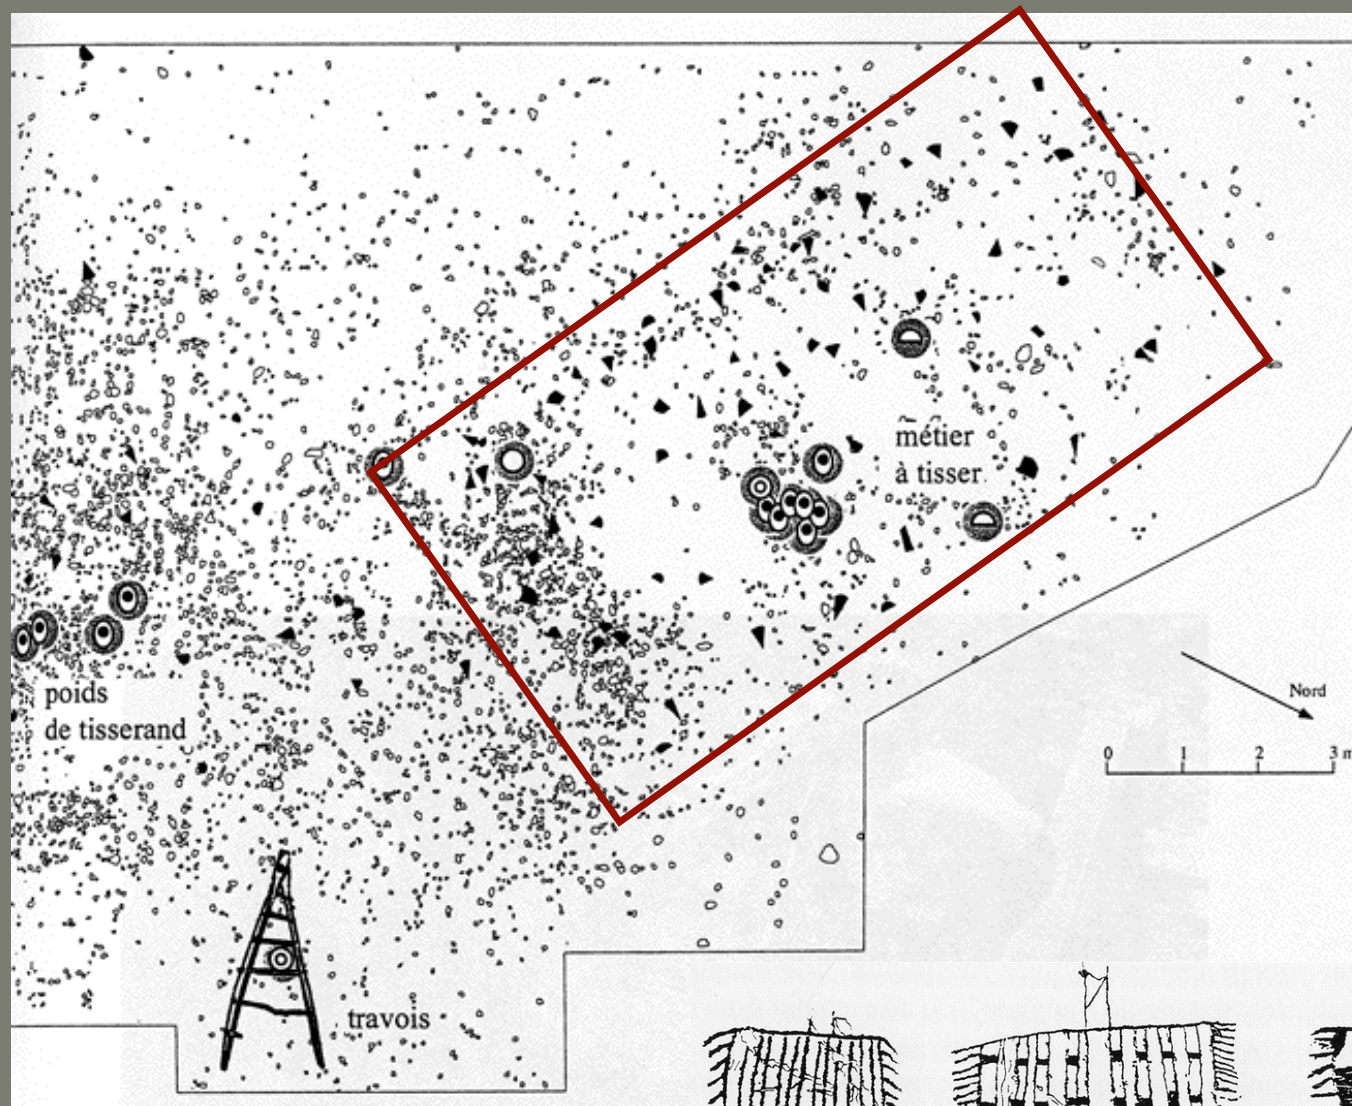 métier
à tisser
poids
de tisserand
Nord
0 1 2 3 m
travois